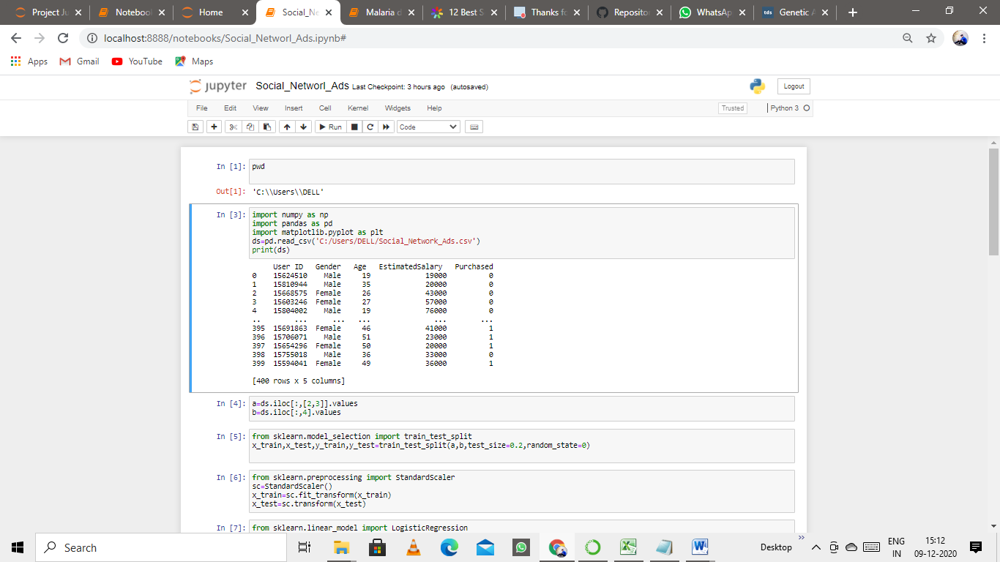 Project Ju
Notebook
Home
Social_Ne
Malaria d
12 Best S
Thanks fo
Reposito
WhatsAp
tds
Genetic A
localhost:8888/notebooks/Social_Networl_Ads.ipynb#
Apps
Gmail
YouTube
Maps
jupyter Social_Networl_Ads Last Checkpoint: 3 hours ago (autosaved)
Logout
File Edit View Insert Cell Kernel Widgets Help
Trusted
Python 3
Run
Code
In [1]: pwd
Out[1]: 'C:\\Users\\DELL'
In [3]: import numpy as np
import pandas as pd
import matplotlib.pyplot as plt
ds=pd.read_csv('C:/Users/DELL/Social_Network_Ads.csv')
print(ds)
User ID Gender Age EstimatedSalary Purchased
0 15624510 Male 19 19000 0
1 15810944 Male 35 20000 0
2 15668575 Female 26 43000 0
3 15603246 Female 27 57000 0
4 15804002 Male 19 76000 0
.. ... ... ... ... ...
395 15691863 Female 46 41000 1
396 15706071 Male 51 23000 1
397 15654296 Female 50 20000 1
398 15755018 Male 36 33000 0
399 15594041 Female 49 36000 1
[400 rows x 5 columns]
In [4]: a=ds.iloc[:,[2,3]].values
b=ds.iloc[:,4].values
In [5]: from sklearn.model_selection import train_test_split
x_train,x_test,y_train,y_test=train_test_split(a,b,test_size=0.2,random_state=0)
In [6]: from sklearn.preprocessing import StandardScaler
sc=StandardScaler()
x_train=sc.fit_transform(x_train)
x_test=sc.transform(x_test)
In [7]: from sklearn.linear_model import LogisticRegression
Search
Desktop
ENG
IN
15:12
09-12-2020